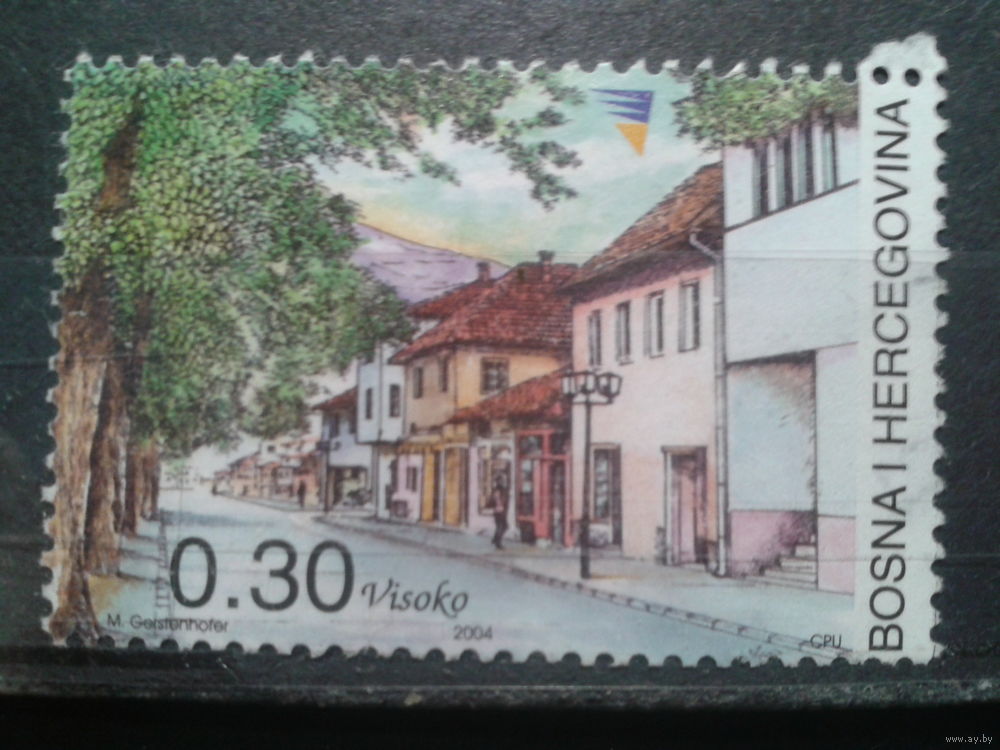 BOSNA I HERCEGOVINA
0.30 Visoko
M. Gerstenhofer
2004
CPU
www.ay.by